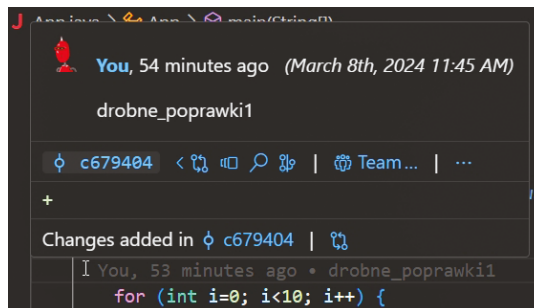 J App.java > App > main(String[])
You, 54 minutes ago (March 8th, 2024 11:45 AM)
drobne_poprawki1
c679404 | Team... | ...
+
Changes added in c679404 |
You, 53 minutes ago • drobne_poprawki1
for (int i=0; i<10; i++) {